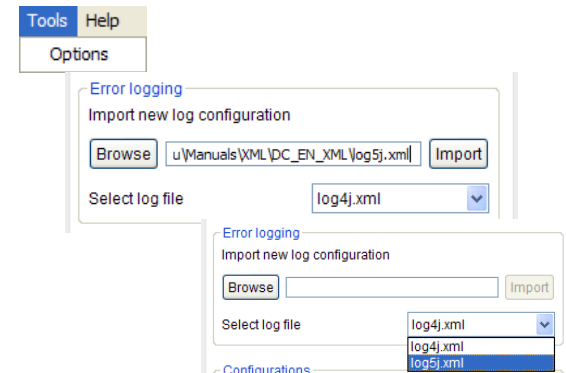 Tools Help
Options
Error logging
Import new log configuration
Browse u\Manuals\XML\DC_EN_XML\log5j.xml Import
Select log file log4j.xml
Error logging
Import new log configuration
Browse Import
Select log file log4j.xml
log4j.xml
log5j.xml
Configurations